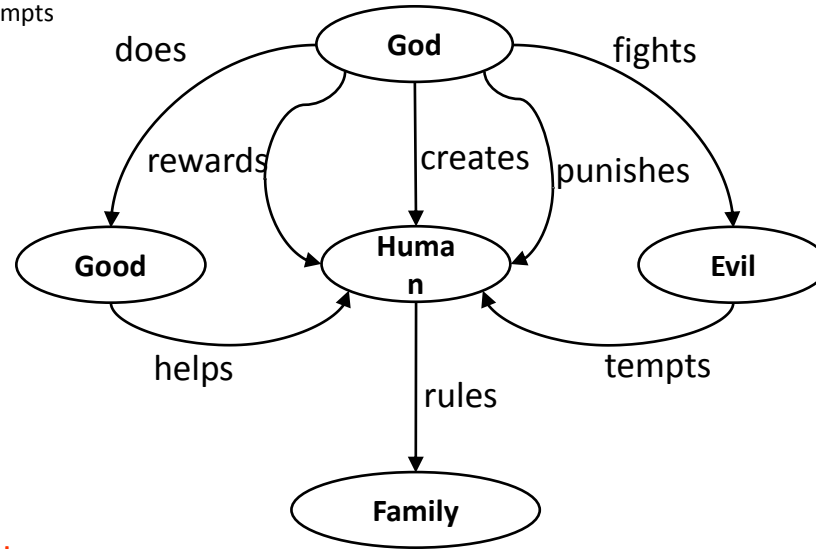 mpts
God
does
fights
rewards
creates
punishes
Good
Huma
n
Evil
helps
tempts
rules
Family